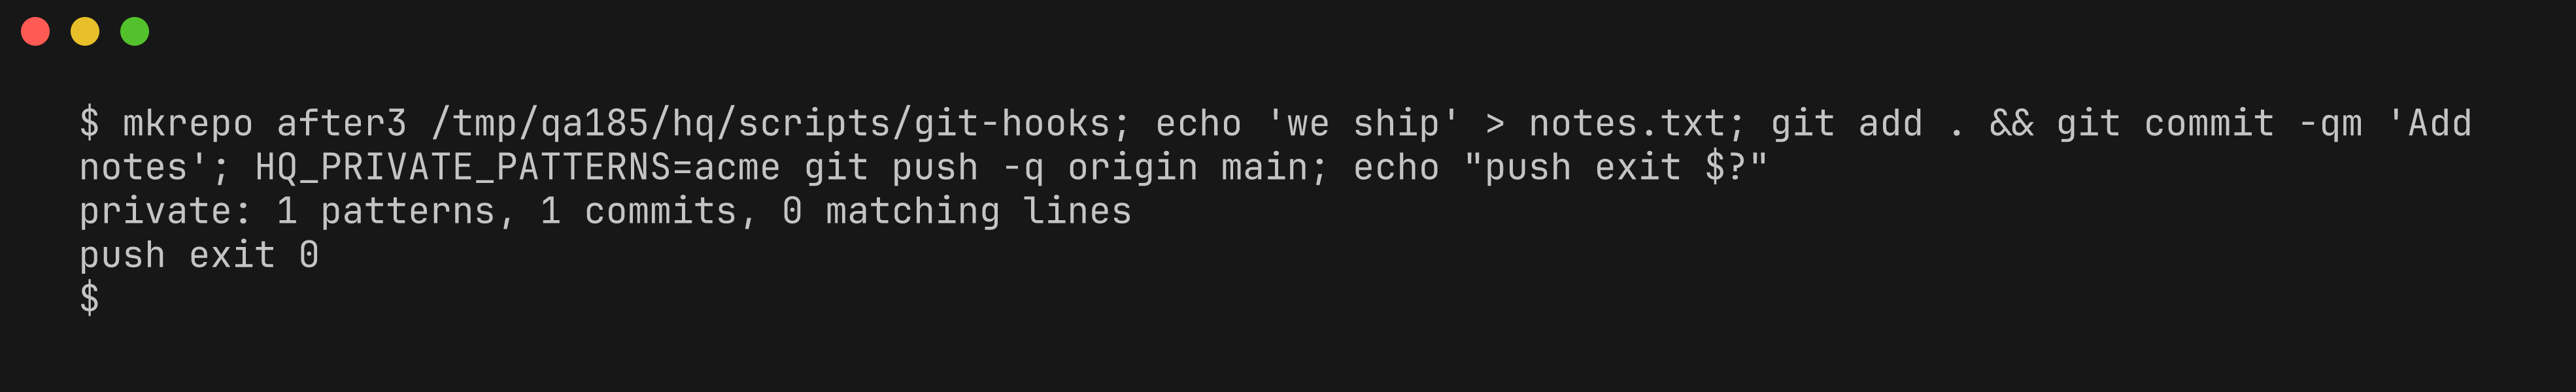 $ mkrepo after3 /tmp/qa185/hq/scripts/git-hooks; echo 'we ship' > notes.txt; git add . && git commit -qm 'Add
notes'; HQ_PRIVATE_PATTERNS=acme git push -q origin main; echo "push exit $?"
private: 1 patterns, 1 commits, 0 matching lines
push exit 0
$